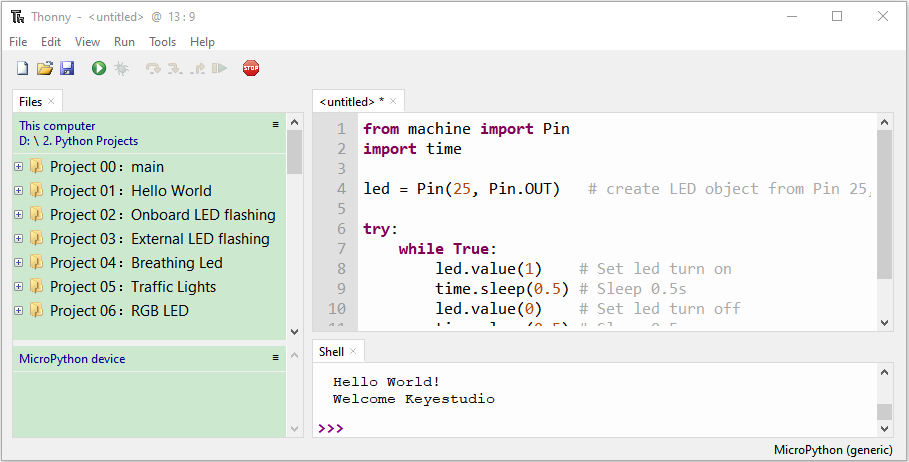 Thonny - <untitled> @ 13:9
File Edit View Run Tools Help
STOP
Files
This computer
D: \ 2. Python Projects
Project 00：main
Project 01：Hello World
Project 02：Onboard LED flashing
Project 03：External LED flashing
Project 04：Breathing Led
Project 05：Traffic Lights
Project 06：RGB LED
MicroPython device
<untitled> *
1 from machine import Pin
2 import time
3
4 led = Pin(25, Pin.OUT) # create LED object from Pin 25,
5
6 try:
7 while True:
8 led.value(1) # Set led turn on
9 time.sleep(0.5) # Sleep 0.5s
10 led.value(0) # Set led turn off
11
Shell
Hello World!
Welcome Keyestudio
>>>
MicroPython (generic)